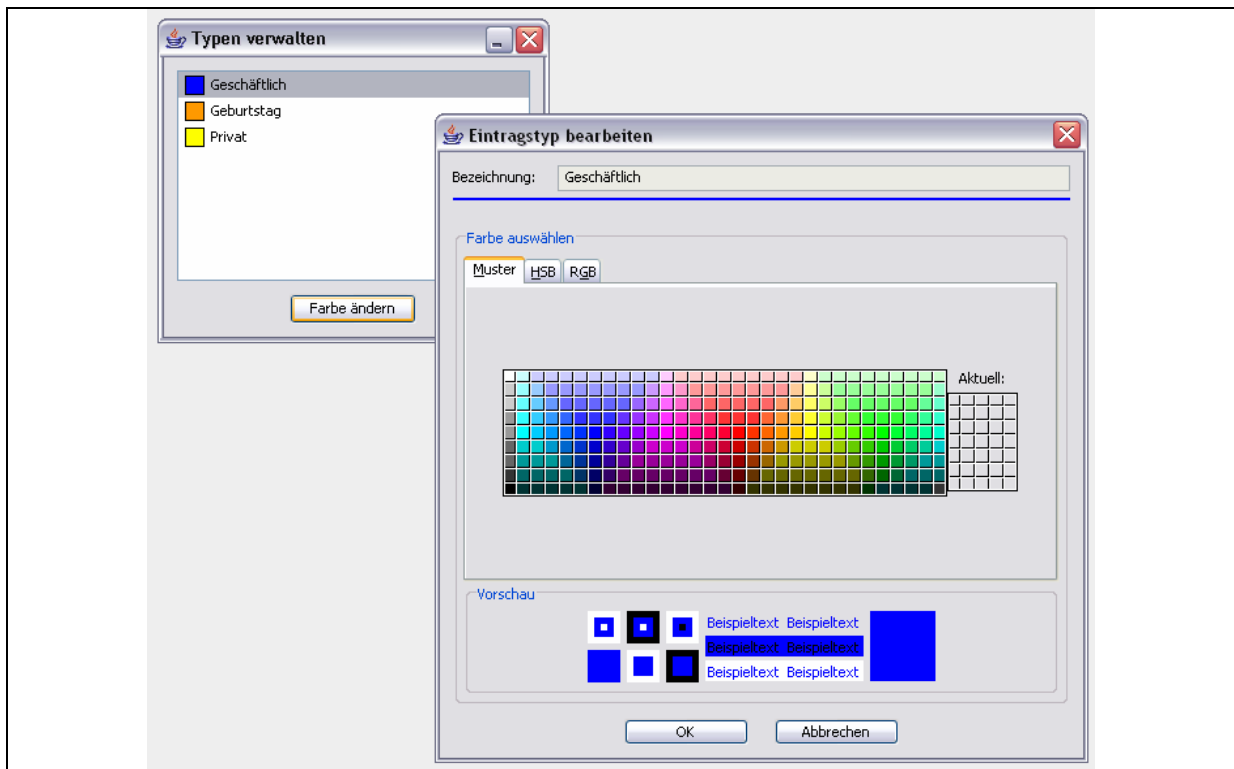 Typen verwalten
Geschäftlich
Geburtstag
Privat
Farbe ändern
Eintragstyp bearbeiten
Bezeichnung: Geschäftlich
Farbe auswählen
Muster HSB RGB
Aktuell:
Vorschau
Beispieltext Beispieltext
Beispieltext Beispieltext
Beispieltext Beispieltext
OK Abbrechen